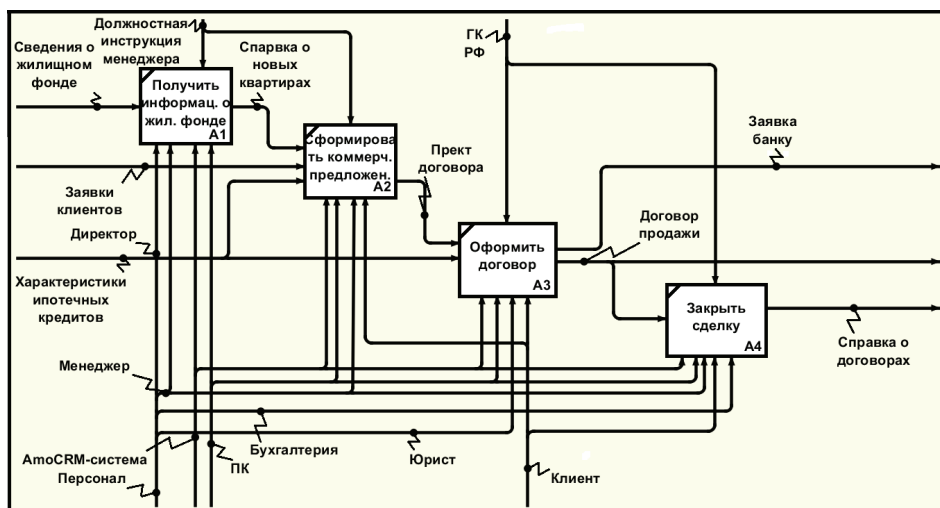 Должностная
инструкция
менеджера
Сведения о
жилищном
фонде
Спарвка о
новых
квартирах
ГК
РФ
Получить
информац. о
жил. фонде
A1
Сформирова
ть коммерч.
предложен.
A2
Заявка
банку
Прект
договора
Заявки
клиентов
Директор
Договор
продажи
Оформить
договор
A3
Характеристики
ипотечных
кредитов
Закрыть
сделку
A4
Справка о
договорах
Менеджер
Бухгалтерия
Юрист
AmoCRM-система
ПК
Персонал
Клиент